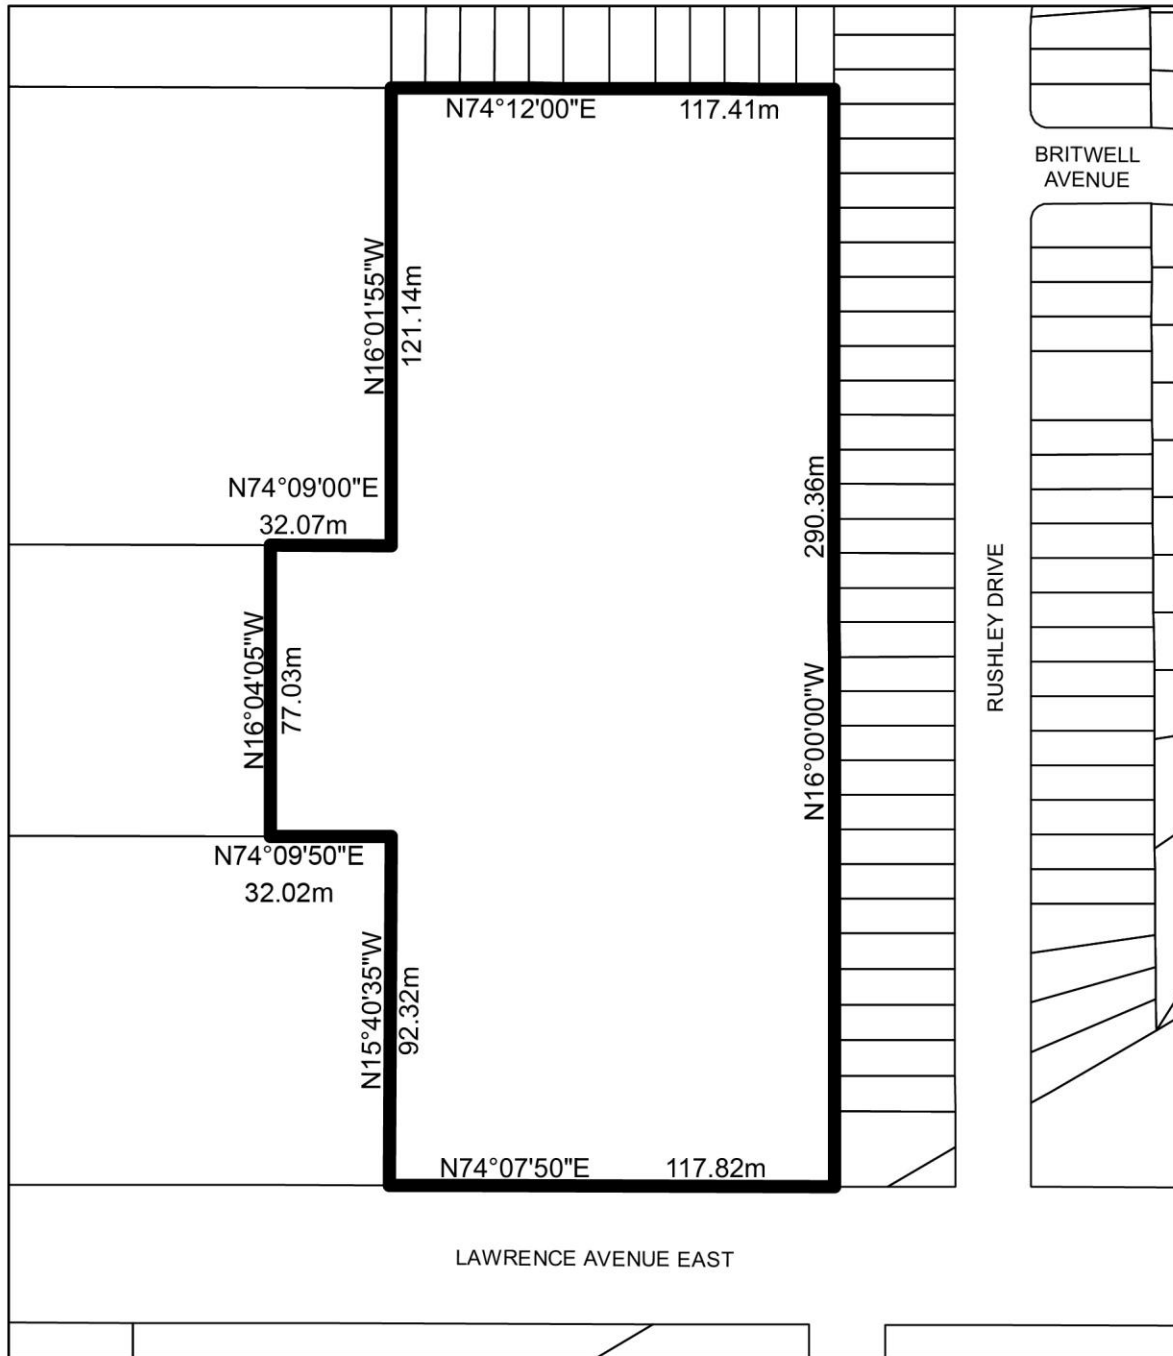 N74°12'00"E 117.41m
BRITWELL
AVENUE
N16°01'55"W
121.14m
N74°09'00"E
32.07m
290.36m
N16°00'00"W
RUSHLEY DRIVE
N16°04'05"W
77.03m
N74°09'50"E
32.02m
N15°40'35"W
92.32m
N74°07'50"E 117.82m
LAWRENCE AVENUE EAST